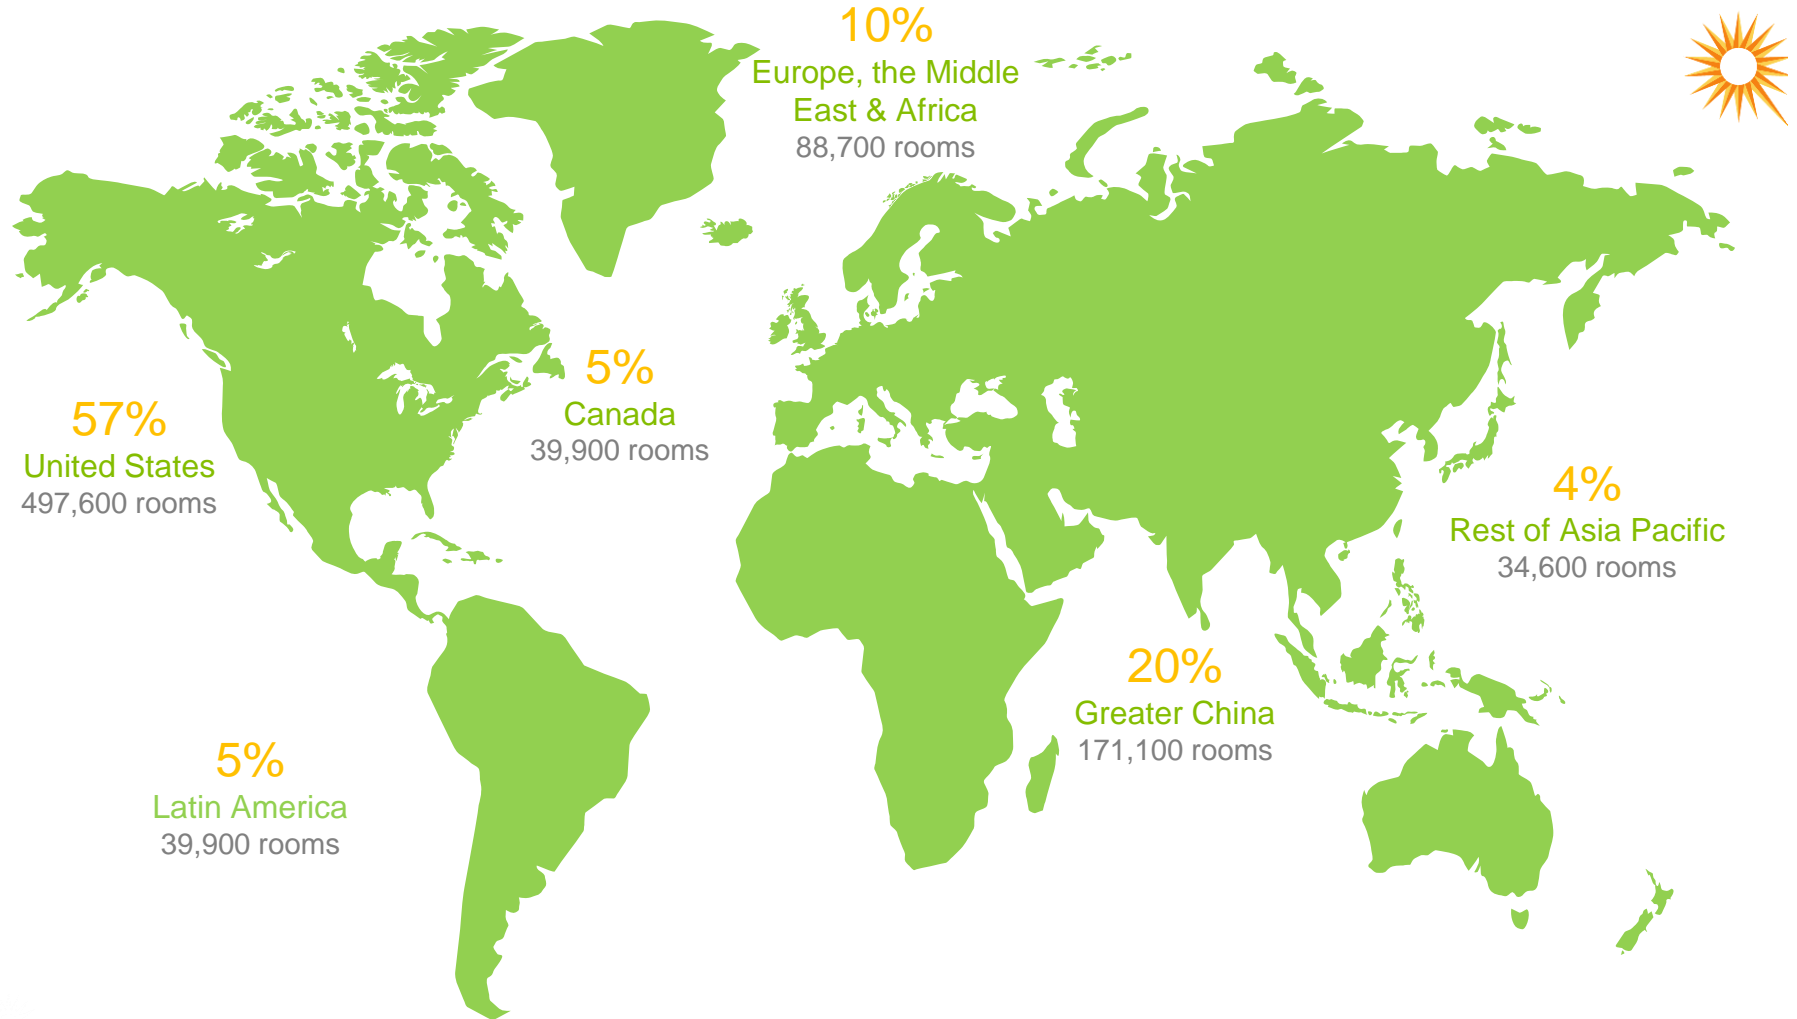 10%
Europe, the Middle
East & Africa
88,700 rooms
5%
Canada
39,900 rooms
57%
United States
497,600 rooms
4%
Rest of Asia Pacific
34,600 rooms
20%
Greater China
171,100 rooms
5%
Latin America
39,900 rooms